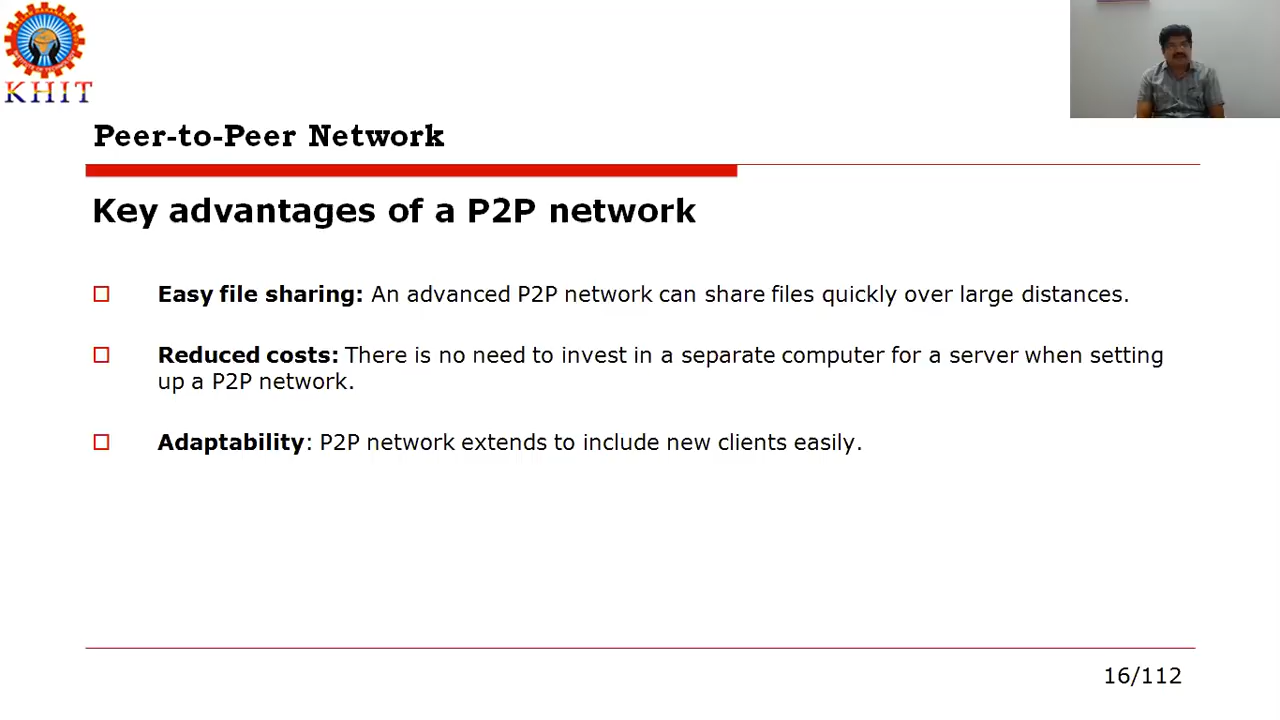 KHIT
Peer-to-Peer Network
Key advantages of a P2P network
Easy file sharing: An advanced P2P network can share files quickly over large distances.
Reduced costs: There is no need to invest in a separate computer for a server when setting
up a P2P network.
Adaptability: P2P network extends to include new clients easily.
16/112